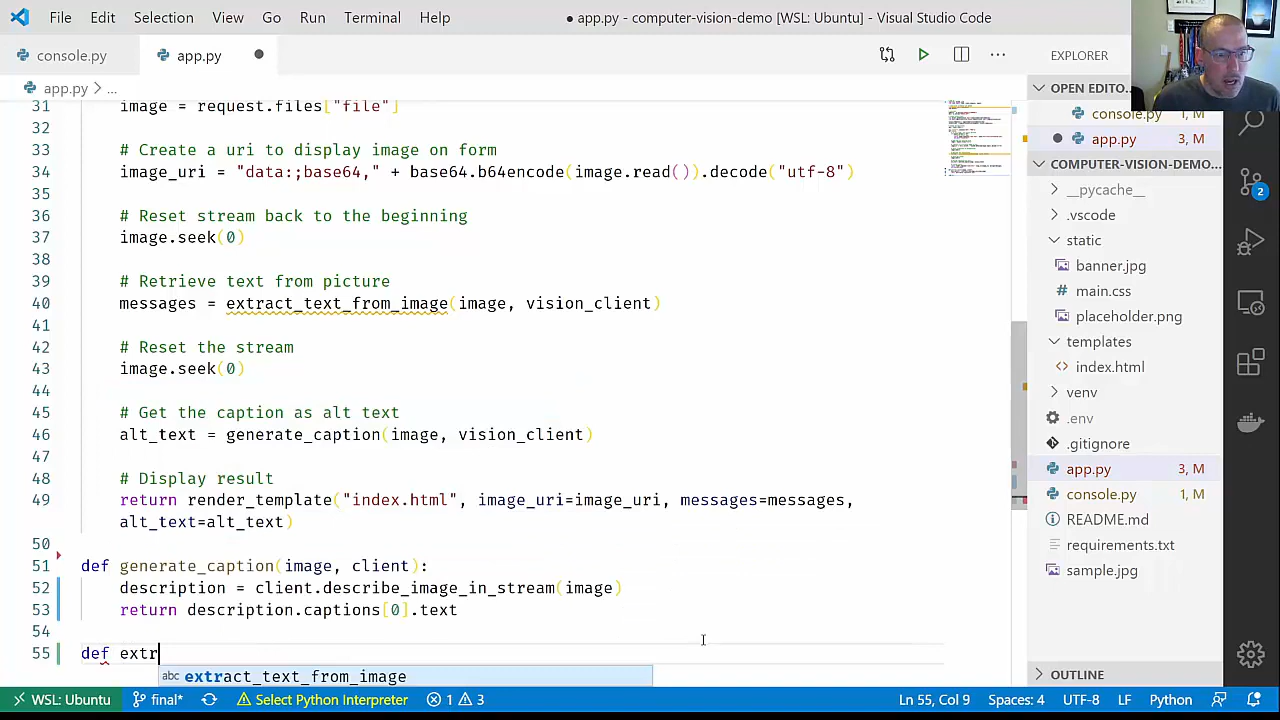 File Edit Selection View Go Run Terminal Help
● app.py - computer-vision-demo [WSL: Ubuntu] - Visual Studio Code
console.py
app.py ●
EXPLORER
app.py > ...
31 image = request.files["file"]
32
33 # Create a URI to display image on form
34 image_uri = "data;base64," + base64.b64encode(image.read()).decode("utf-8")
35
36 # Reset stream back to the beginning
37 image.seek(0)
38
39 # Retrieve text from picture
40 messages = extract_text_from_image(image, vision_client)
41
42 # Reset the stream
43 image.seek(0)
44
45 # Get the caption as alt text
46 alt_text = generate_caption(image, vision_client)
47
48 # Display result
49 return render_template("index.html", image_uri=image_uri, messages=messages,
alt_text=alt_text)
50
51 def generate_caption(image, client):
52 description = client.describe_image_in_stream(image)
53 return description.captions[0].text
54
55 def extr
abc extract_text_from_image
OPEN EDITO...
console.py 1, M
app.py 3, M
COMPUTER-VISION-DEMO...
__pycache__
.vscode
static
banner.jpg
main.css
placeholder.png
templates
index.html
venv
.env
.gitignore
app.py 3, M
console.py 1, M
README.md
requirements.txt
sample.jpg
OUTLINE
2
WSL: Ubuntu final* Select Python Interpreter 1 3 Ln 55, Col 9 Spaces: 4 UTF-8 LF Python